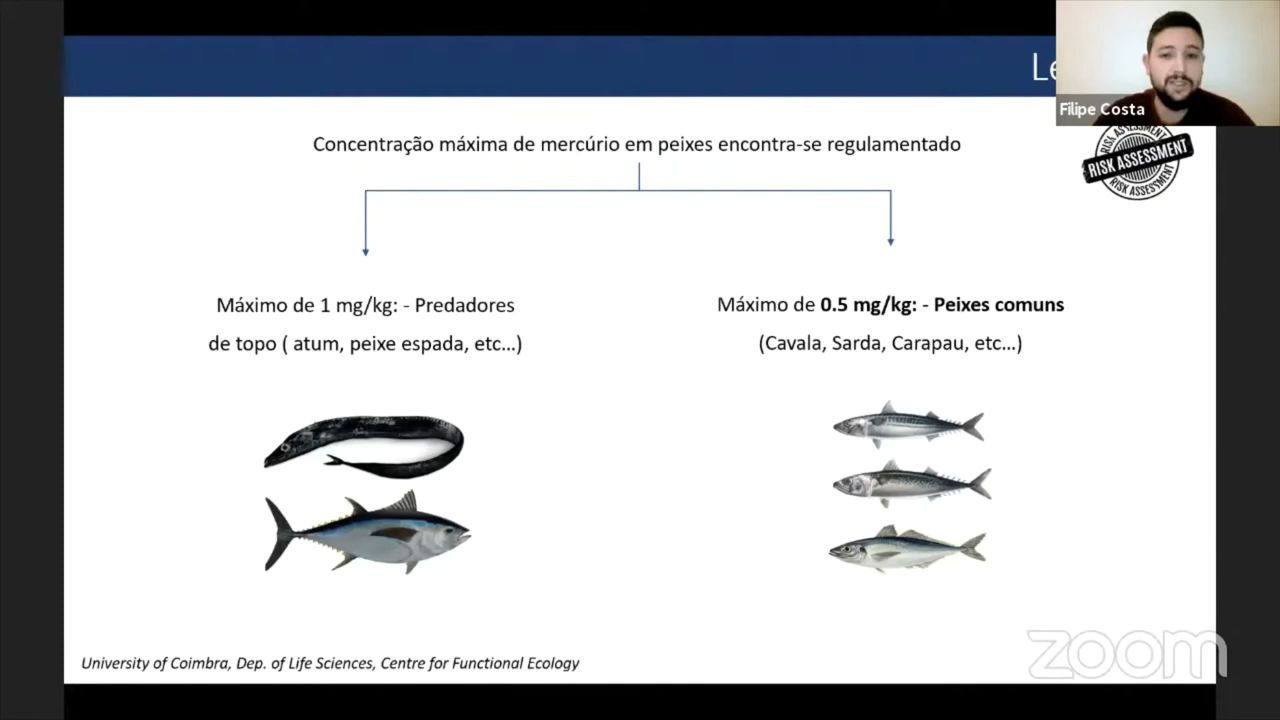 Le
Filipe Costa
Concentração máxima de mercúrio em peixes encontra-se regulamentado
RISK ASSESSMENT
RISK ASSESSMENT
RISK ASSESSMENT
Máximo de 1 mg/kg: - Predadores
de topo ( atum, peixe espada, etc...)
Máximo de 0.5 mg/kg: - Peixes comuns
(Cavala, Sarda, Carapau, etc...)
University of Coimbra, Dep. of Life Sciences, Centre for Functional Ecology
zoom